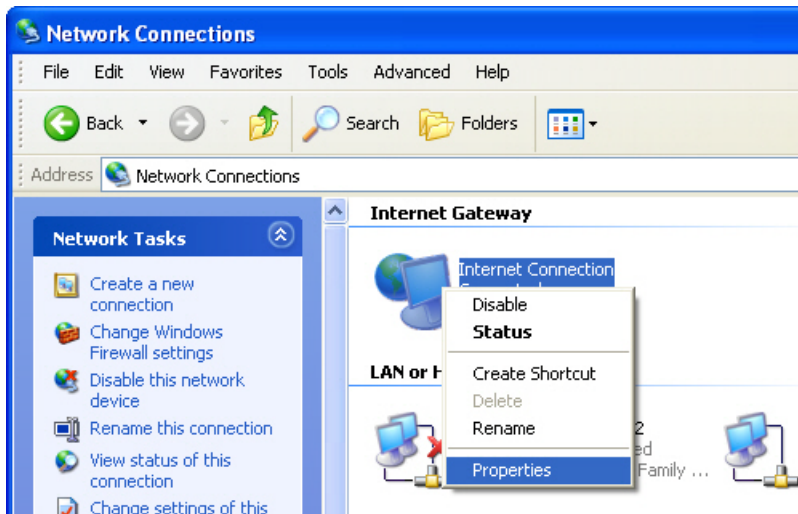 Network Connections
File Edit View Favorites Tools Advanced Help
Back Search Folders
Address Network Connections
Network Tasks
Create a new
connection
Change Windows
Firewall settings
Disable this network
device
Rename this connection
View status of this
connection
Change settings of this
Internet Gateway
Internet Connection
Disable
Status
Create Shortcut
Delete
Rename
Properties
LAN or H
2
ed
Family ...